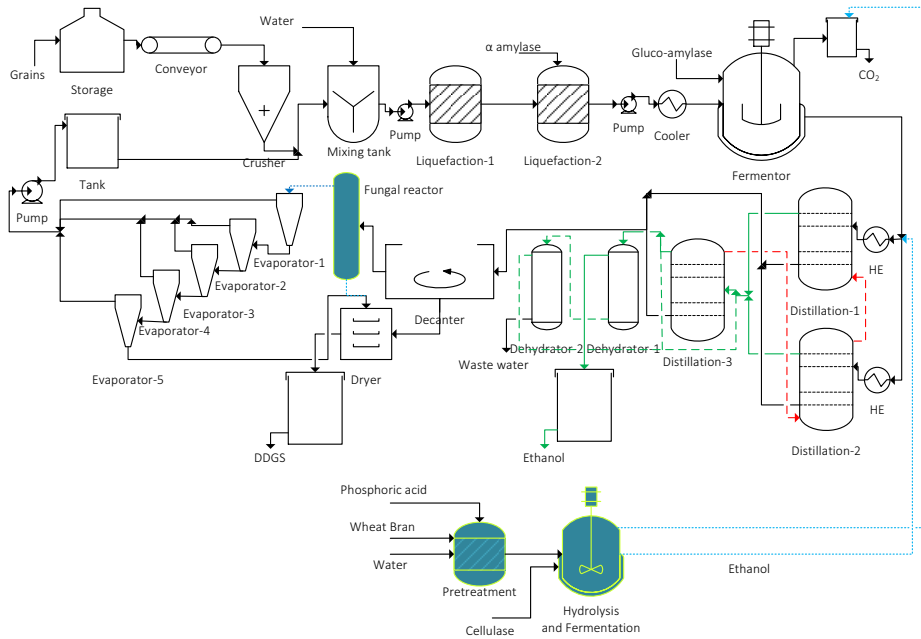 Water
Grains
Storage
Conveyor
α amylase
Gluco-amylase
CO2
Crusher
Mixing tank
Pump
Liquefaction-1
Liquefaction-2
Pump
Cooler
Fermentor
Tank
Pump
Fungal reactor
Evaporator-1
Evaporator-2
Evaporator-3
Evaporator-4
Evaporator-5
Decanter
Dryer
DDGS
Waste water
Dehydrator-2
Dehydrator-1
Distillation-3
Ethanol
HE
Distillation-1
HE
Distillation-2
Phosphoric acid
Wheat Bran
Water
Pretreatment
Cellulase
Hydrolysis
and Fermentation
Ethanol